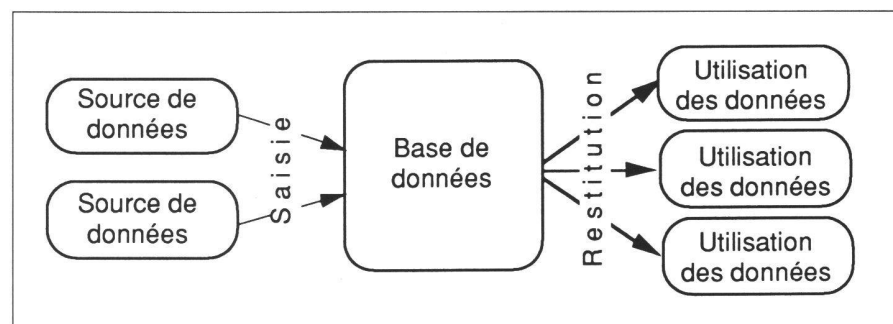 Source de
données
Source de
données
Saisie
Base de
données
Restitution
Utilisation
des données
Utilisation
des données
Utilisation
des données